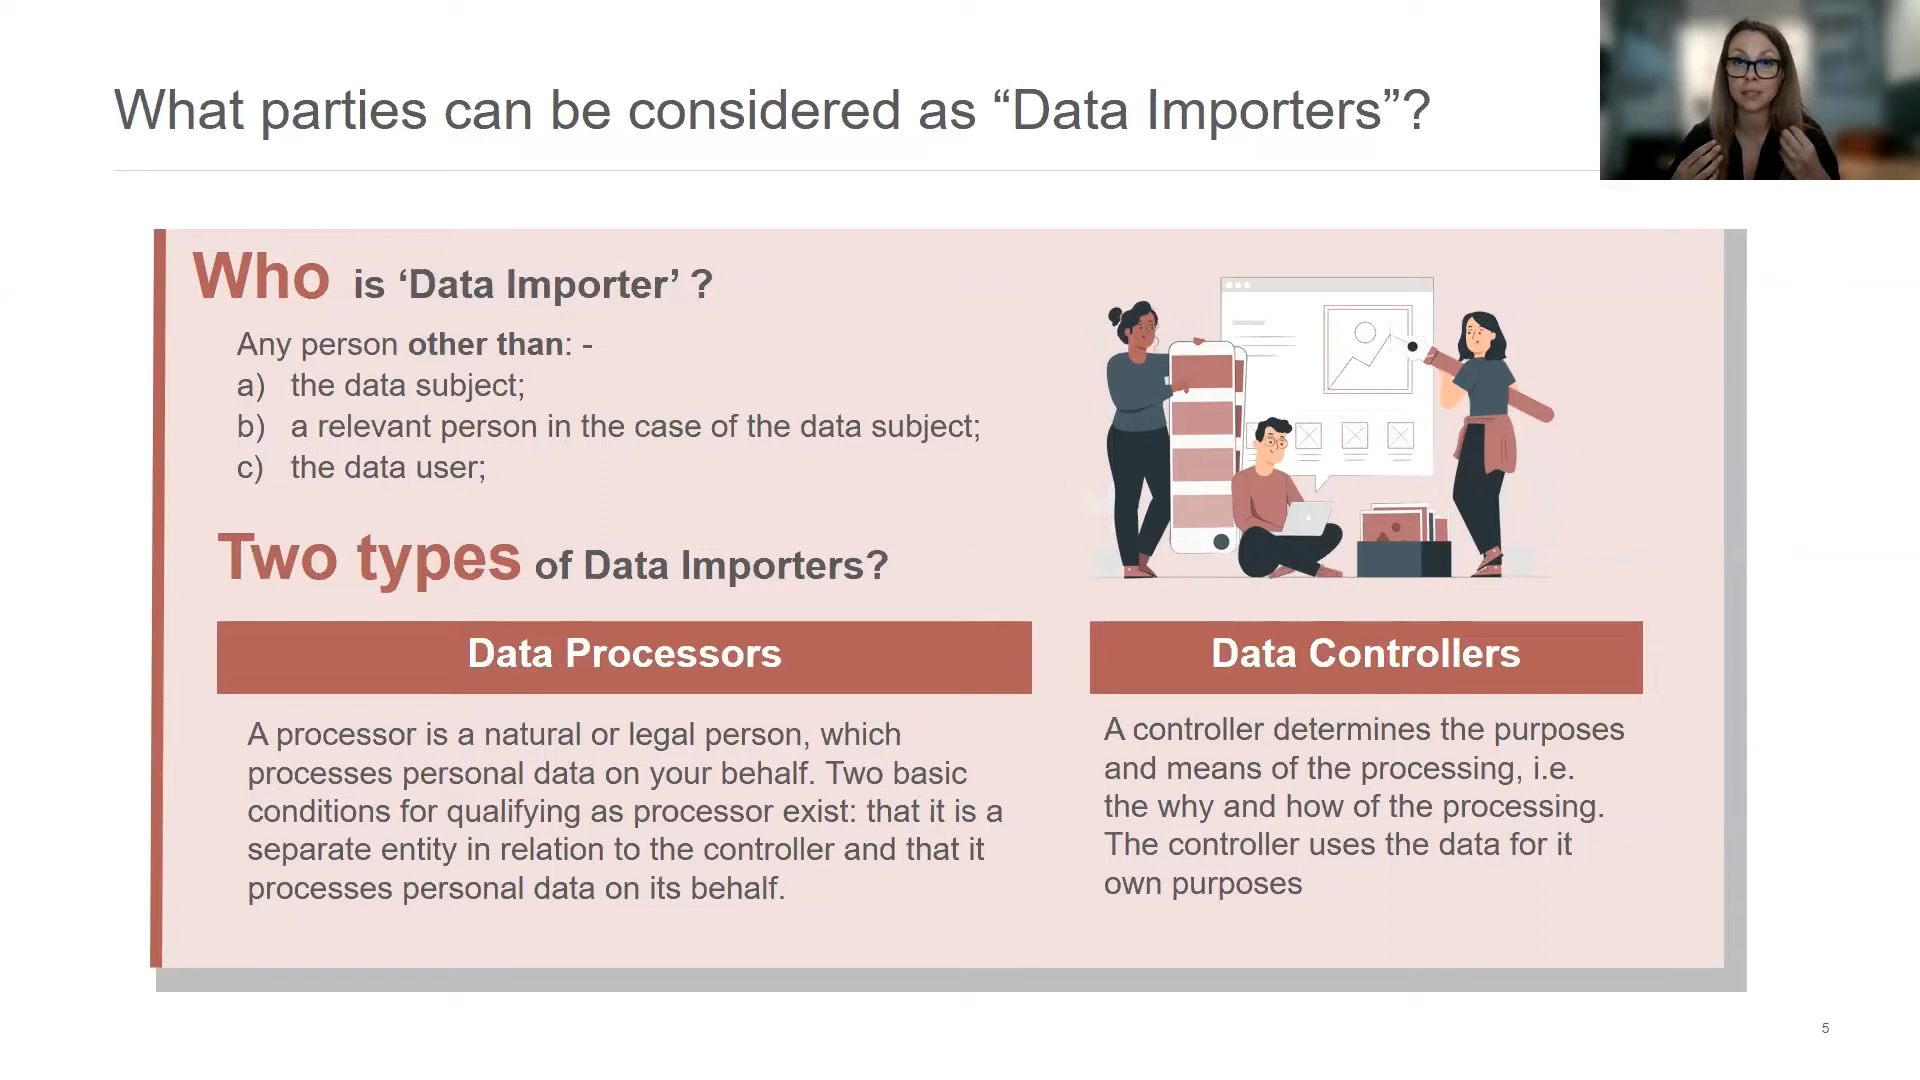 What parties can be considered as “Data Importers”?
Who is ‘Data Importer’ ?
Any person other than: -
a) the data subject;
b) a relevant person in the case of the data subject;
c) the data user;
Two types of Data Importers?
Data Processors
A processor is a natural or legal person, which
processes personal data on your behalf. Two basic
conditions for qualifying as processor exist: that it is a
separate entity in relation to the controller and that it
processes personal data on its behalf.
Data Controllers
A controller determines the purposes
and means of the processing, i.e.
the why and how of the processing.
The controller uses the data for it
own purposes
5